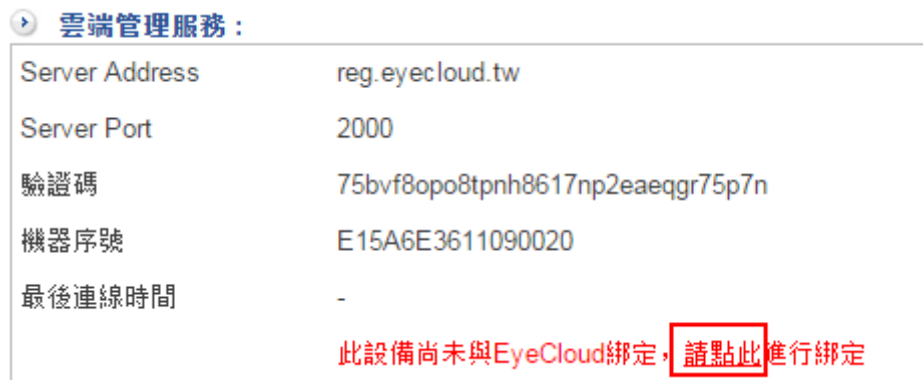 雲端管理服務：
Server Address reg.eyecloud.tw
Server Port 2000
驗證碼 75bvf8opo8tpnh8617np2eaeqgr75p7n
機器序號 E15A6E3611090020
最後連線時間 -
此設備尚未與EyeCloud綁定，請點此進行綁定